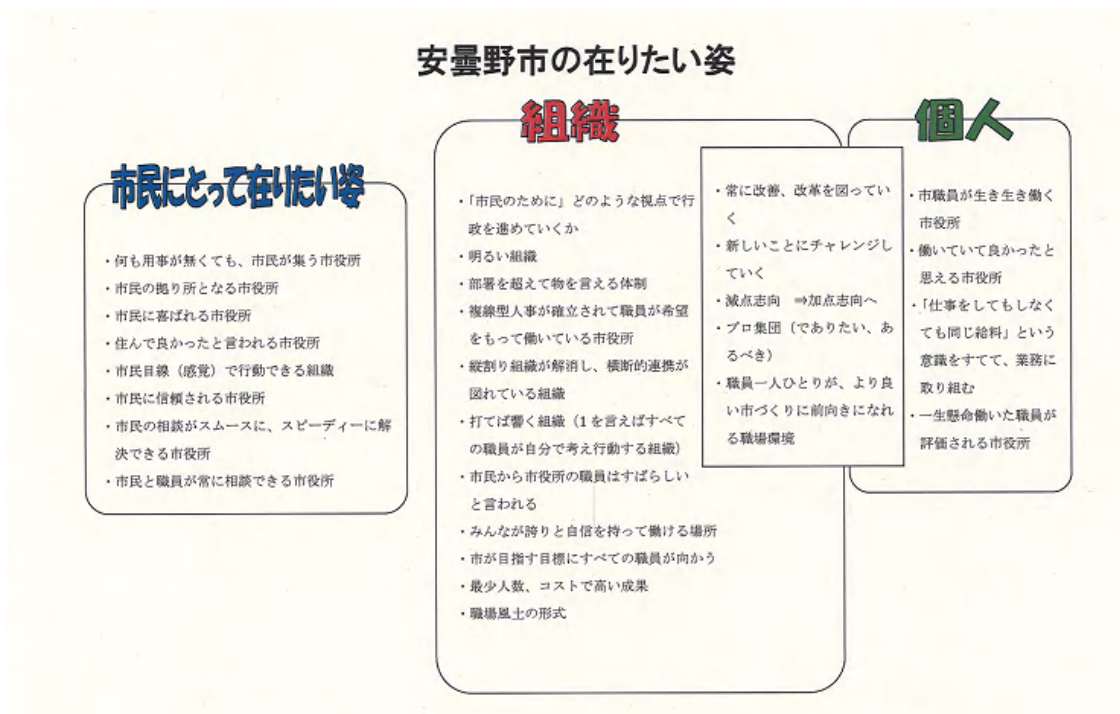 安曇野市の在りたい姿
市民にとって在りたい姿
・何も用事が無くても、市民が集う市役所
・市民の拠り所となる市役所
・市民に喜ばれる市役所
・住んで良かったと言われる市役所
・市民目線（感覚）で行動できる組織
・市民に信頼される市役所
・市民の相談がスムースに、スピーディーに解
決できる市役所
・市民と職員が常に相談できる市役所
組織
・「市民のために」どのような視点で行
政を進めていくか
・明るい組織
・部署を超えて物を言える体制
・複線型人事が確立されて職員が希望
をもって働いている市役所
・縦割り組織が解消し、横断的連携が
図れている組織
・打てば響く組織（1を言えばすべて
の職員が自分で考え行動する組織）
・市民から市役所の職員はすばらしい
と言われる
・みんなが誇りと自信を持って働ける場所
・市が目指す目標にすべての職員が向かう
・最少人数、コストで高い成果
・職場風土の形式
・常に改善、改革を図ってい
く
・新しいことにチャレンジし
ていく
・減点志向　⇒加点志向へ
・プロ集団（でありたい、あ
るべき）
・職員一人ひとりが、より良
い市づくりに前向きになれ
る職場環境
個人
・市職員が生き生き働く
市役所
・働いていて良かったと
思える市役所
・「仕事をしてもしなく
ても同じ給料」という
意識をすてて、業務に
取り組む
・一生懸命働いた職員が
評価される市役所